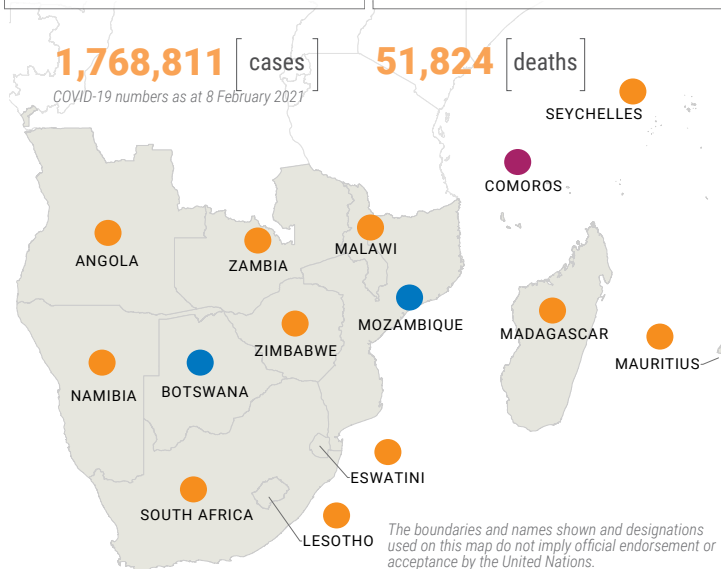 1,768,811 [cases]
51,824 [deaths]
COVID-19 numbers as at 8 February 2021
SEYCHELLES
COMOROS
ANGOLA
ZAMBIA
MALAWI
MOZAMBIQUE
MADAGASCAR
ZIMBABWE
MAURITIUS
NAMIBIA
BOTSWANA
ESWATINI
SOUTH AFRICA
LESOTHO
The boundaries and names shown and designations
used on this map do not imply official endorsement or
acceptance by the United Nations.